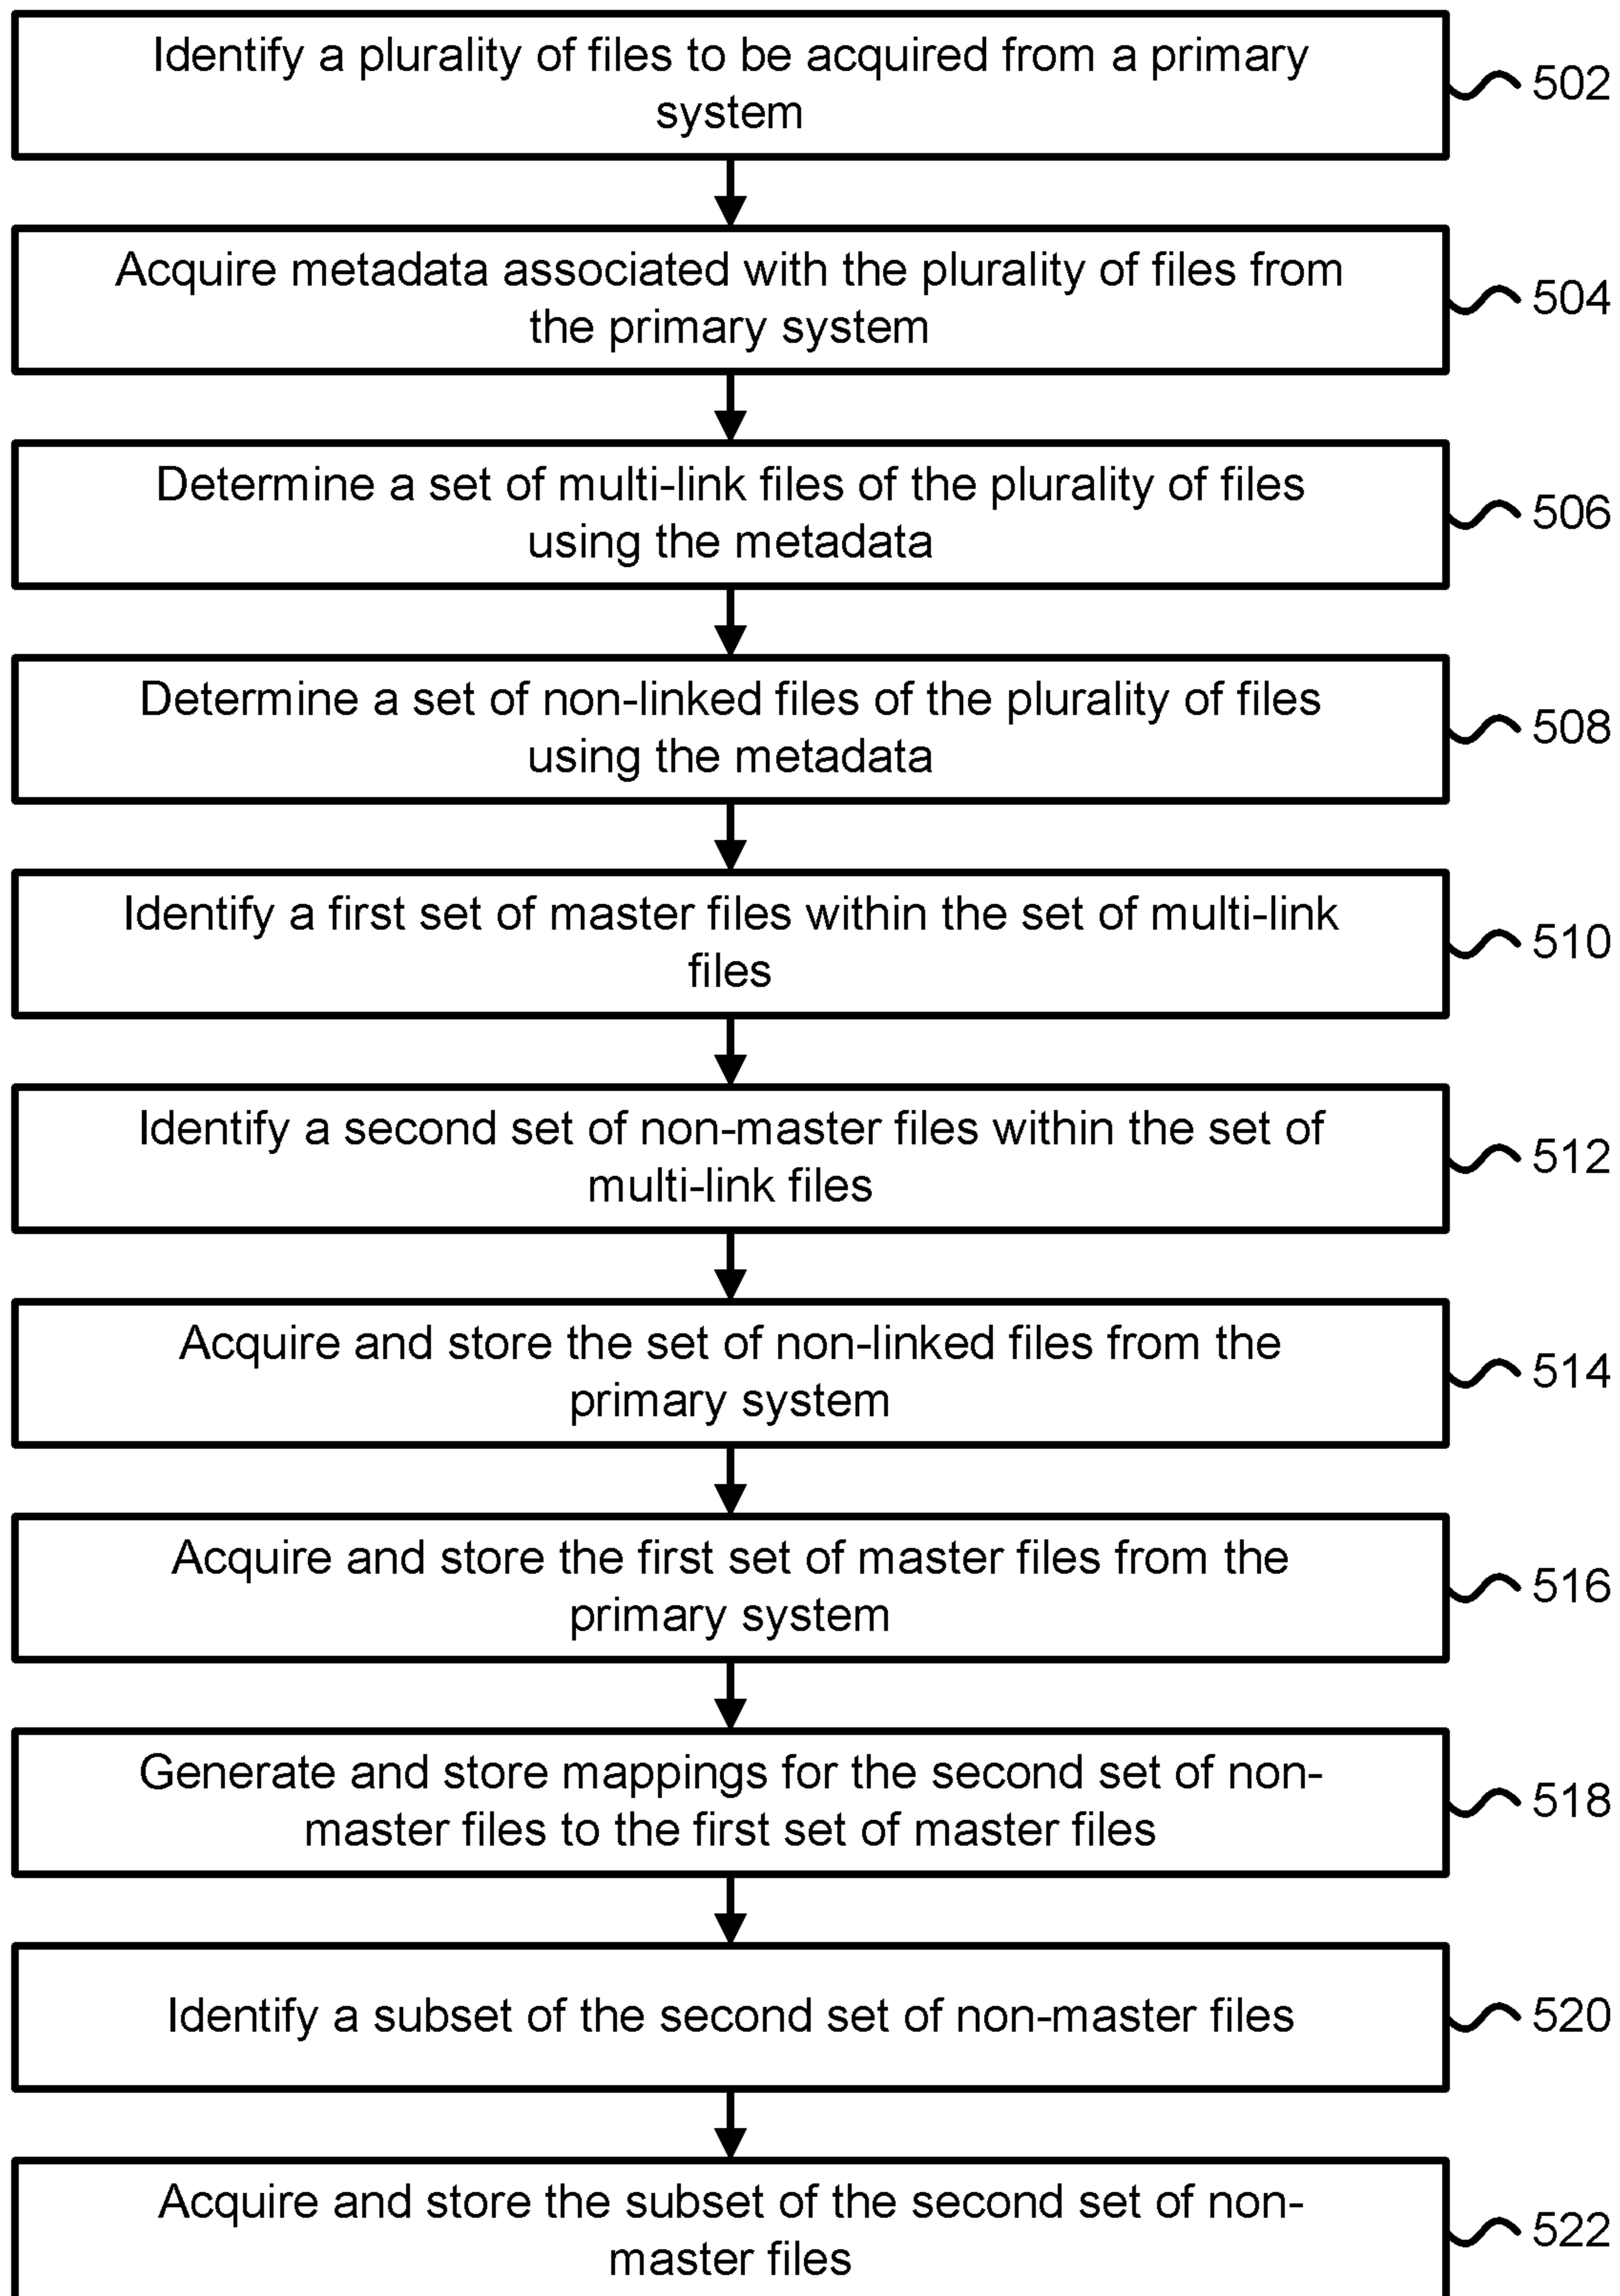 Identify a plurality of files to be acquired from a primary
system
502
Acquire metadata associated with the plurality of files from
the primary system
504
Determine a set of multi-link files of the plurality of files
using the metadata
506
Determine a set of non-linked files of the plurality of files
using the metadata
508
Identify a first set of master files within the set of multi-link
files
510
Identify a second set of non-master files within the set of
multi-link files
512
Acquire and store the set of non-linked files from the
primary system
514
Acquire and store the first set of master files from the
primary system
516
Generate and store mappings for the second set of non-
master files to the first set of master files
518
Identify a subset of the second set of non-master files
520
Acquire and store the subset of the second set of non-
master files
522